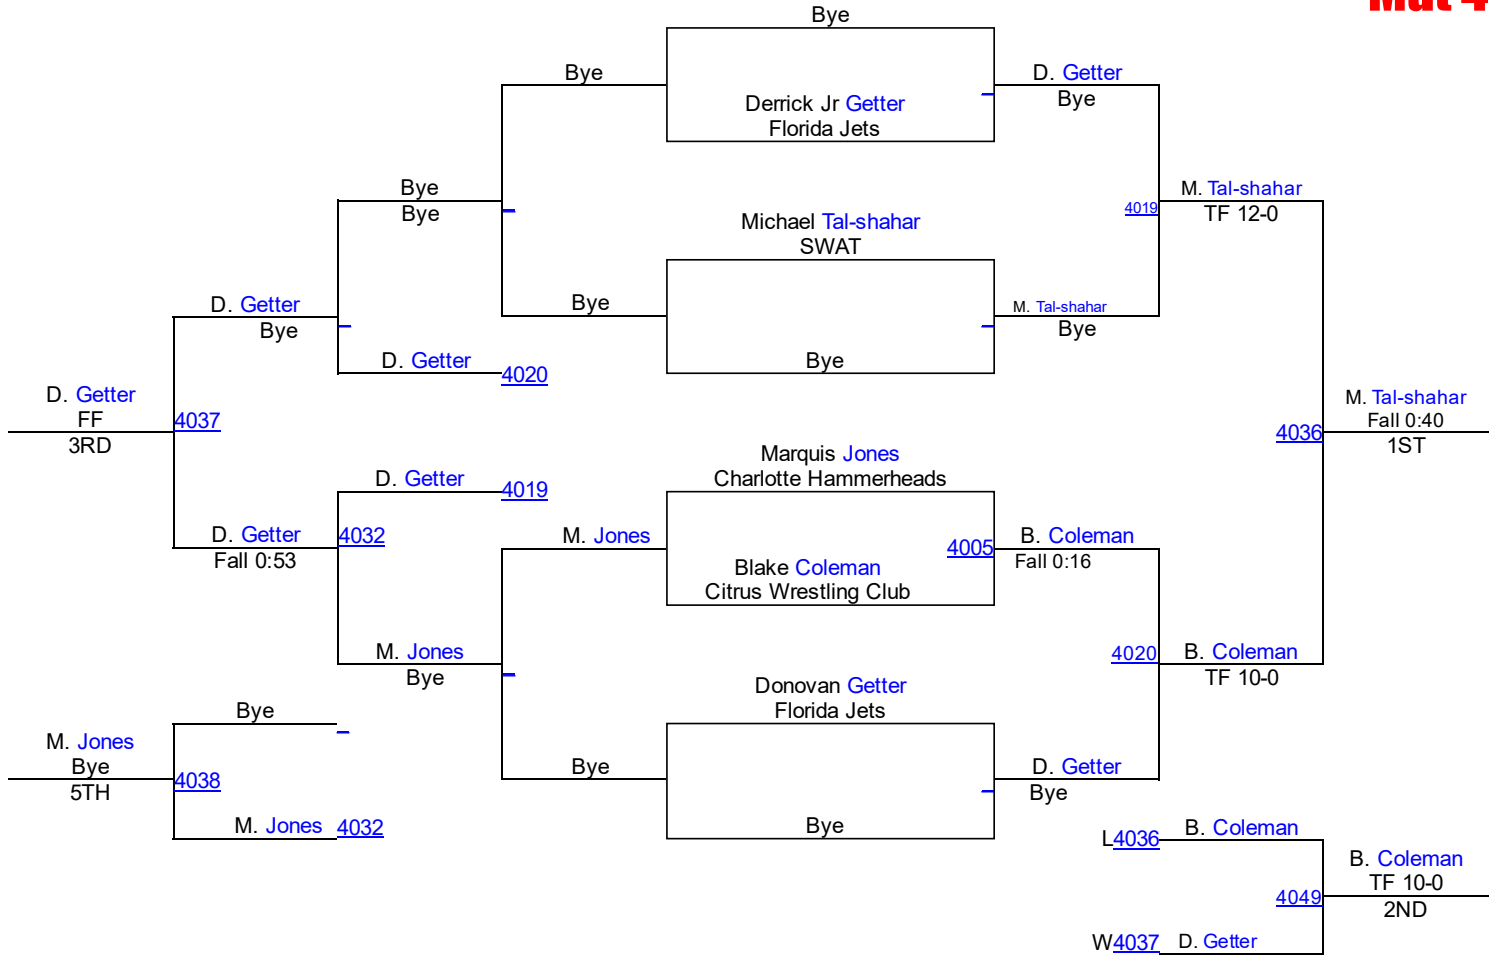 Mat 4
Bye
Bye
D. Getter
Bye
Derrick Jr Getter
Florida Jets
Bye
Bye
M. Tal-shahar
4019
TF 12-0
Michael Tal-shahar
SWAT
D. Getter
Bye
Bye
M. Tal-shahar
Bye
D. Getter
4020
Bye
D. Getter
FF
3RD
4037
M. Tal-shahar
Fall 0:40
1ST
4036
Marquis Jones
Charlotte Hammerheads
D. Getter
4019
D. Getter
Fall 0:53
4032
M. Jones
4005
B. Coleman
Fall 0:16
Blake Coleman
Citrus Wrestling Club
M. Jones
Bye
4020
B. Coleman
TF 10-0
Donovan Getter
Florida Jets
Bye
M. Jones
Bye
5TH
4038
Bye
D. Getter
Bye
M. Jones
4032
Bye
L4036
B. Coleman
B. Coleman
TF 10-0
2ND
4049
W4037
D. Getter